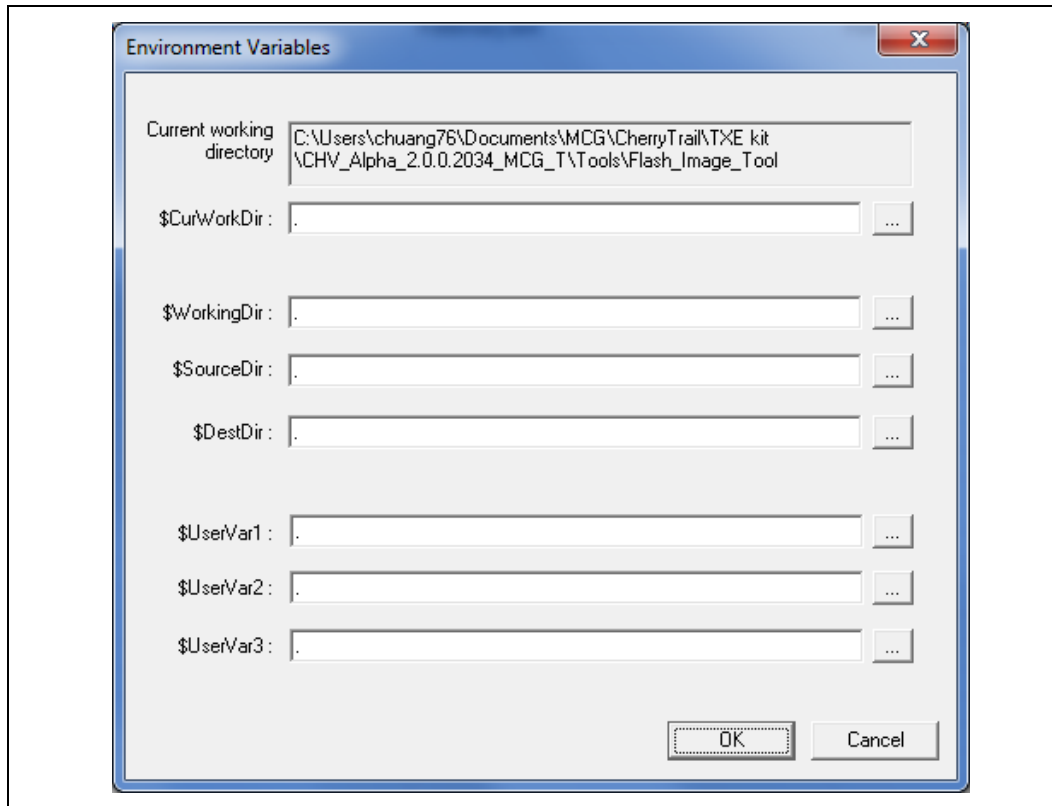 Environment Variables
Current working
directory
C:\Users\chuang76\Documents\MCG\CherryTrail\TXE kit
\CHV_Alpha_2.0.0.2034_MCG_T\Tools\Flash_Image_Tool
$CurWorkDir : . ...
$WorkingDir : . ...
$SourceDir : . ...
$DestDir : . ...
$UserVar1 : . ...
$UserVar2 : . ...
$UserVar3 : . ...
OK Cancel